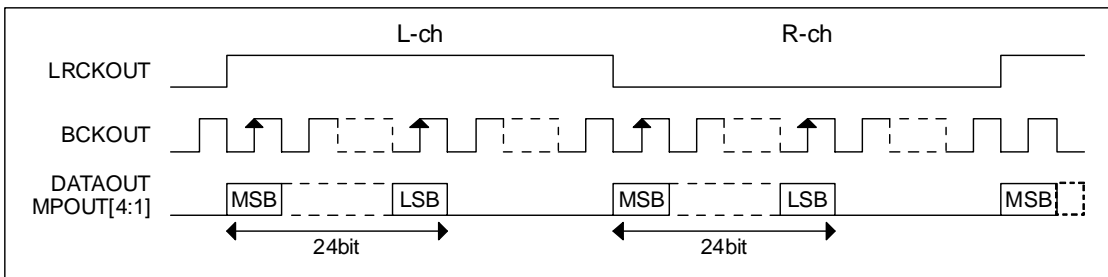 L-ch R-ch
LRCKOUT
BCKOUT
DATAOUT
MPOUT[4:1]
MSB LSB MSB LSB MSB
24bit 24bit